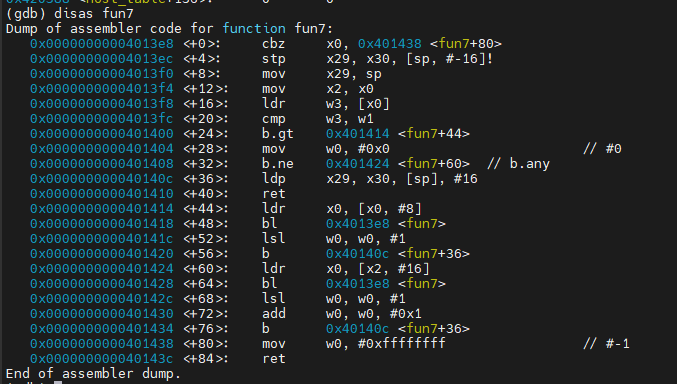 (gdb) disas fun7
Dump of assembler code for function fun7:
0x00000000004013e8 <+0>: cbz x0, 0x401438 <fun7+80>
0x00000000004013ec <+4>: stp x29, x30, [sp, #-16]!
0x00000000004013f0 <+8>: mov x29, sp
0x00000000004013f4 <+12>: mov x2, x0
0x00000000004013f8 <+16>: ldr w3, [x0]
0x00000000004013fc <+20>: cmp w3, w1
0x0000000000401400 <+24>: b.gt 0x401414 <fun7+44>
0x0000000000401404 <+28>: mov w0, #0x0 // #0
0x0000000000401408 <+32>: b.ne 0x401424 <fun7+60> // b.any
0x000000000040140c <+36>: ldp x29, x30, [sp], #16
0x0000000000401410 <+40>: ret
0x0000000000401414 <+44>: ldr x0, [x0, #8]
0x0000000000401418 <+48>: bl 0x4013e8 <fun7>
0x000000000040141c <+52>: lsl w0, w0, #1
0x0000000000401420 <+56>: b 0x40140c <fun7+36>
0x0000000000401424 <+60>: ldr x0, [x2, #16]
0x0000000000401428 <+64>: bl 0x4013e8 <fun7>
0x000000000040142c <+68>: lsl w0, w0, #1
0x0000000000401430 <+72>: add w0, w0, #0x1
0x0000000000401434 <+76>: b 0x40140c <fun7+36>
0x0000000000401438 <+80>: mov w0, #0xffffffff // #-1
0x000000000040143c <+84>: ret
End of assembler dump.